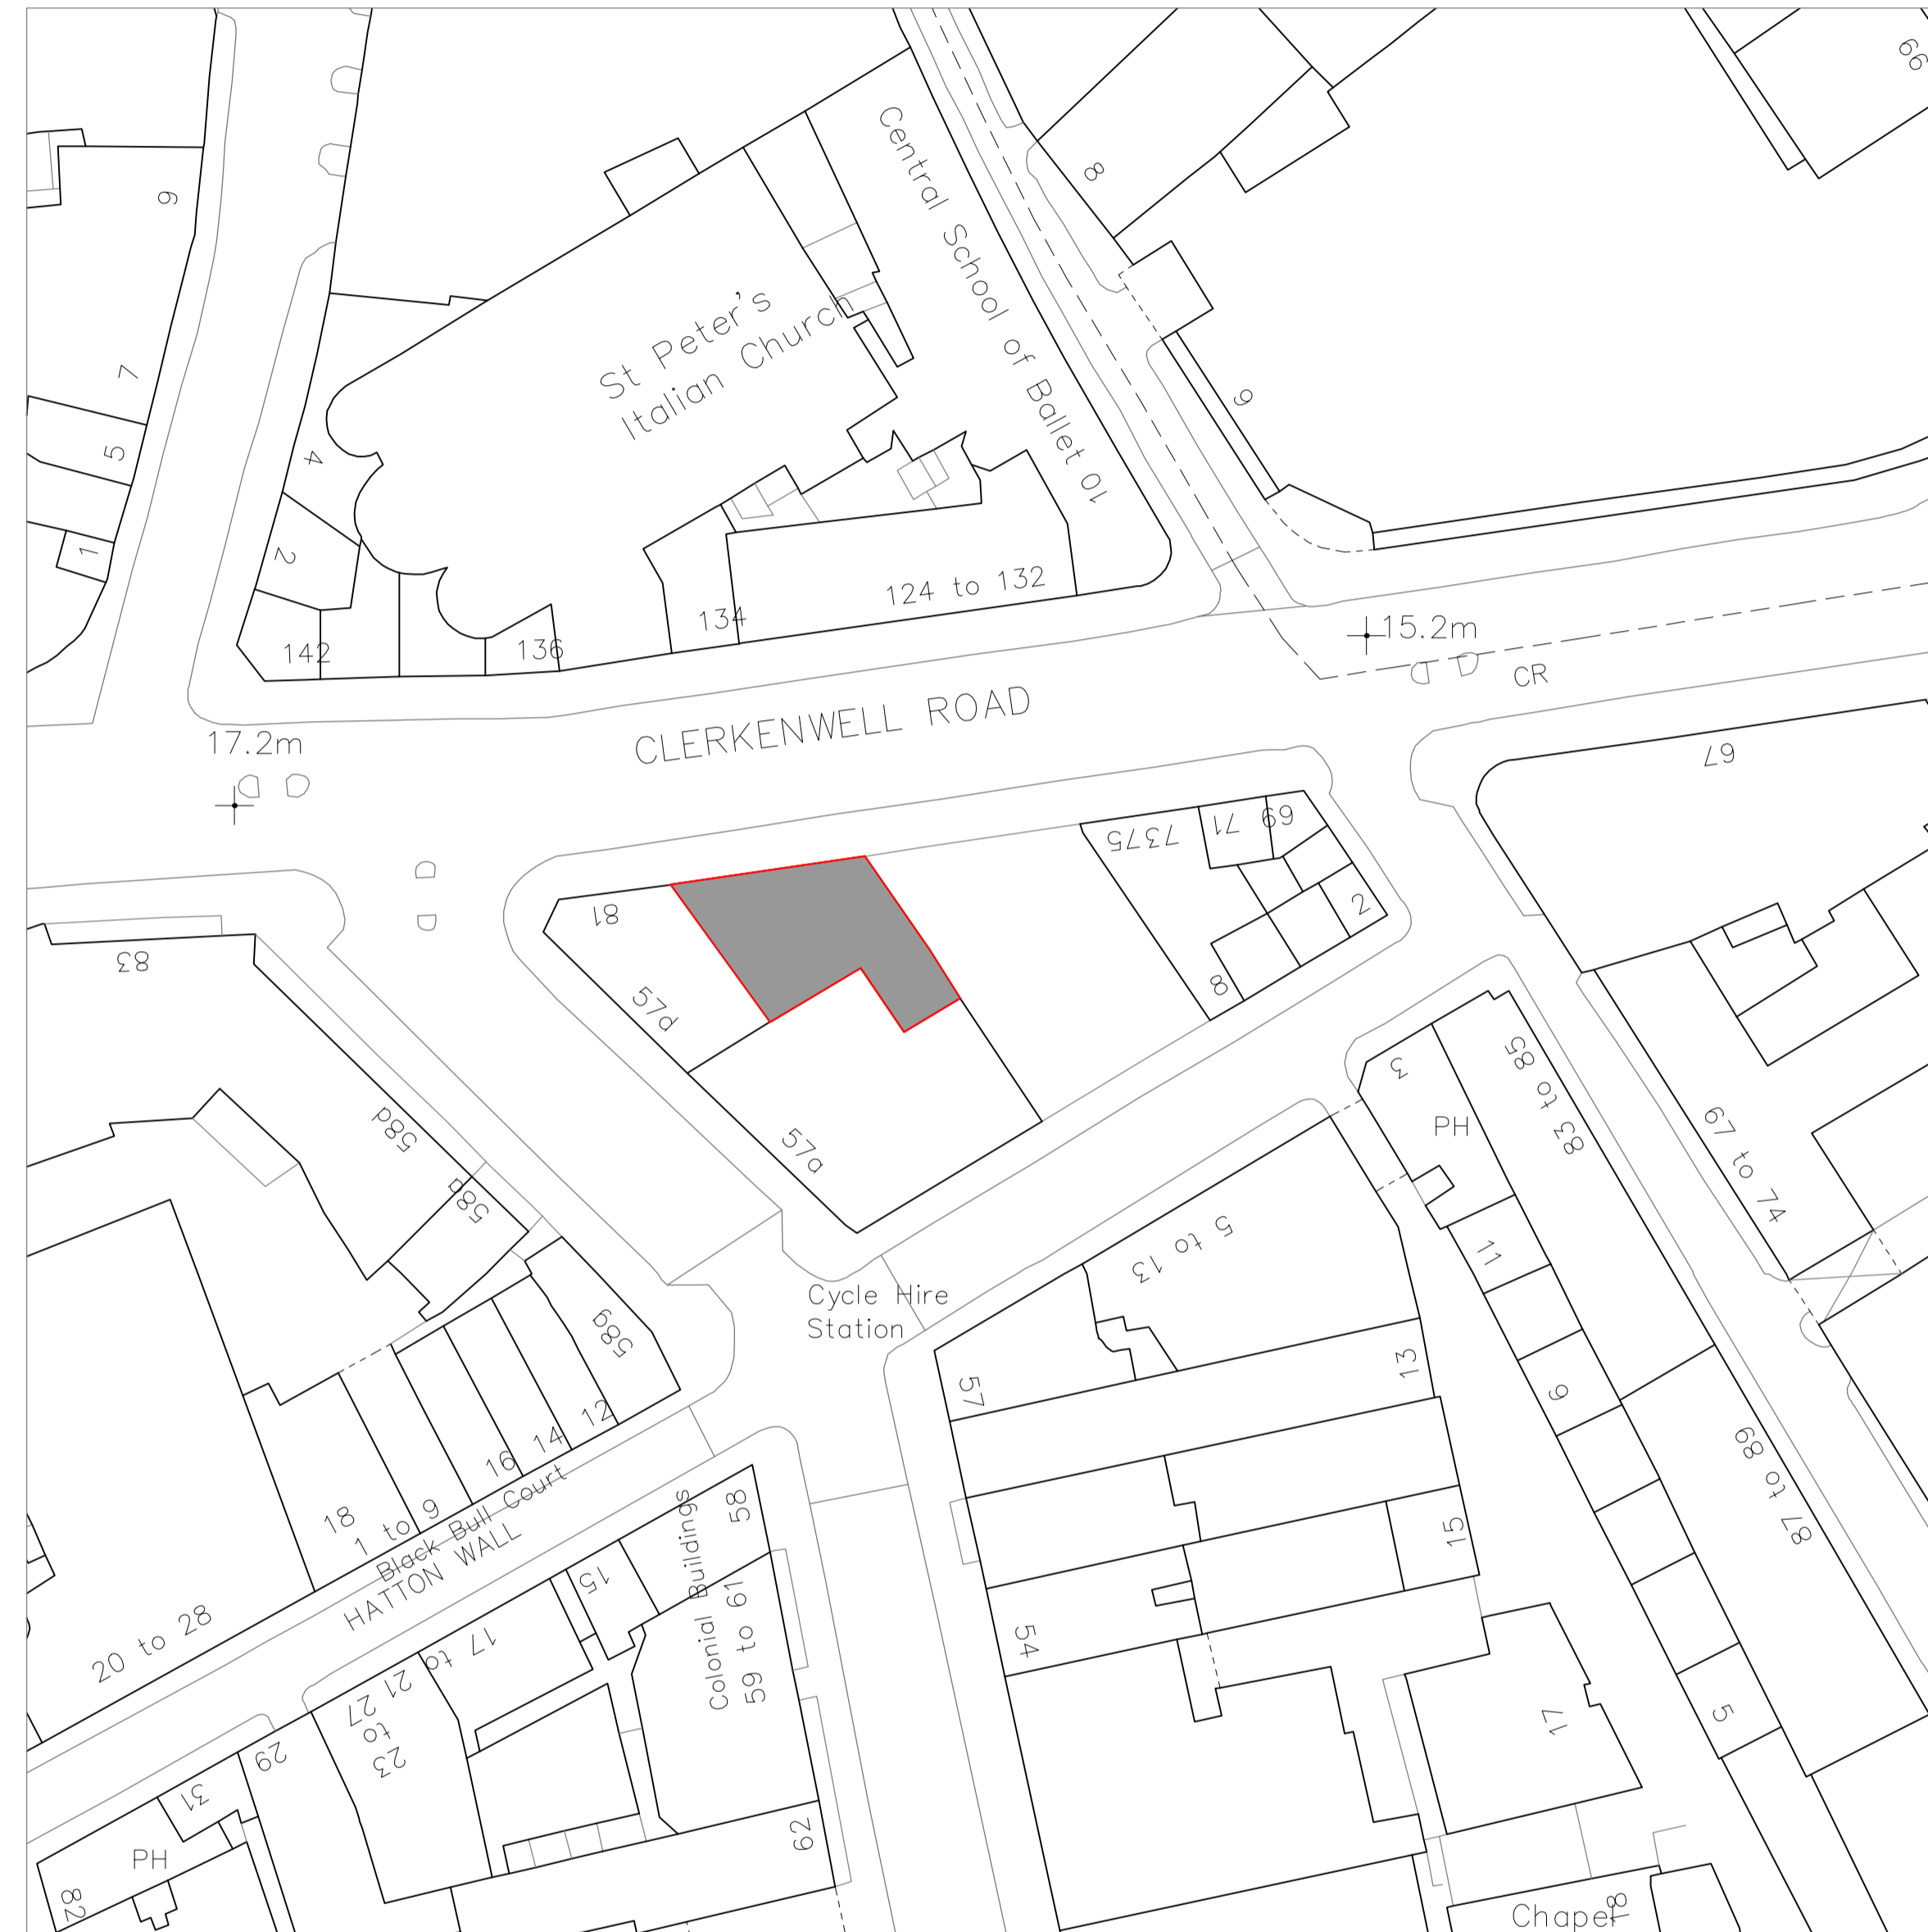 66
8
6
7
5
1
Central School of Ballet 10
St Peter's
Italian Church
9
4
2
142
136
134
124 to 132
15.2m
CR
CLERKENWELL ROAD
17.2m
67
81
7375
71
69
2
8
83
57d
57a
58d
58a
58a
3
PH
83 to 85
67 to 74
5 to 13
11
9
5
Cycle Hire
Station
57
13
15
54
87 to 89
12
14
16
18
1 to 9
Black Bull Court
HATTON WALL
20 to 28
58
Colonial Buildings
59 to 61
15
17 to 21
23
to
27
29
31
PH
82
62
17
Chapel
18